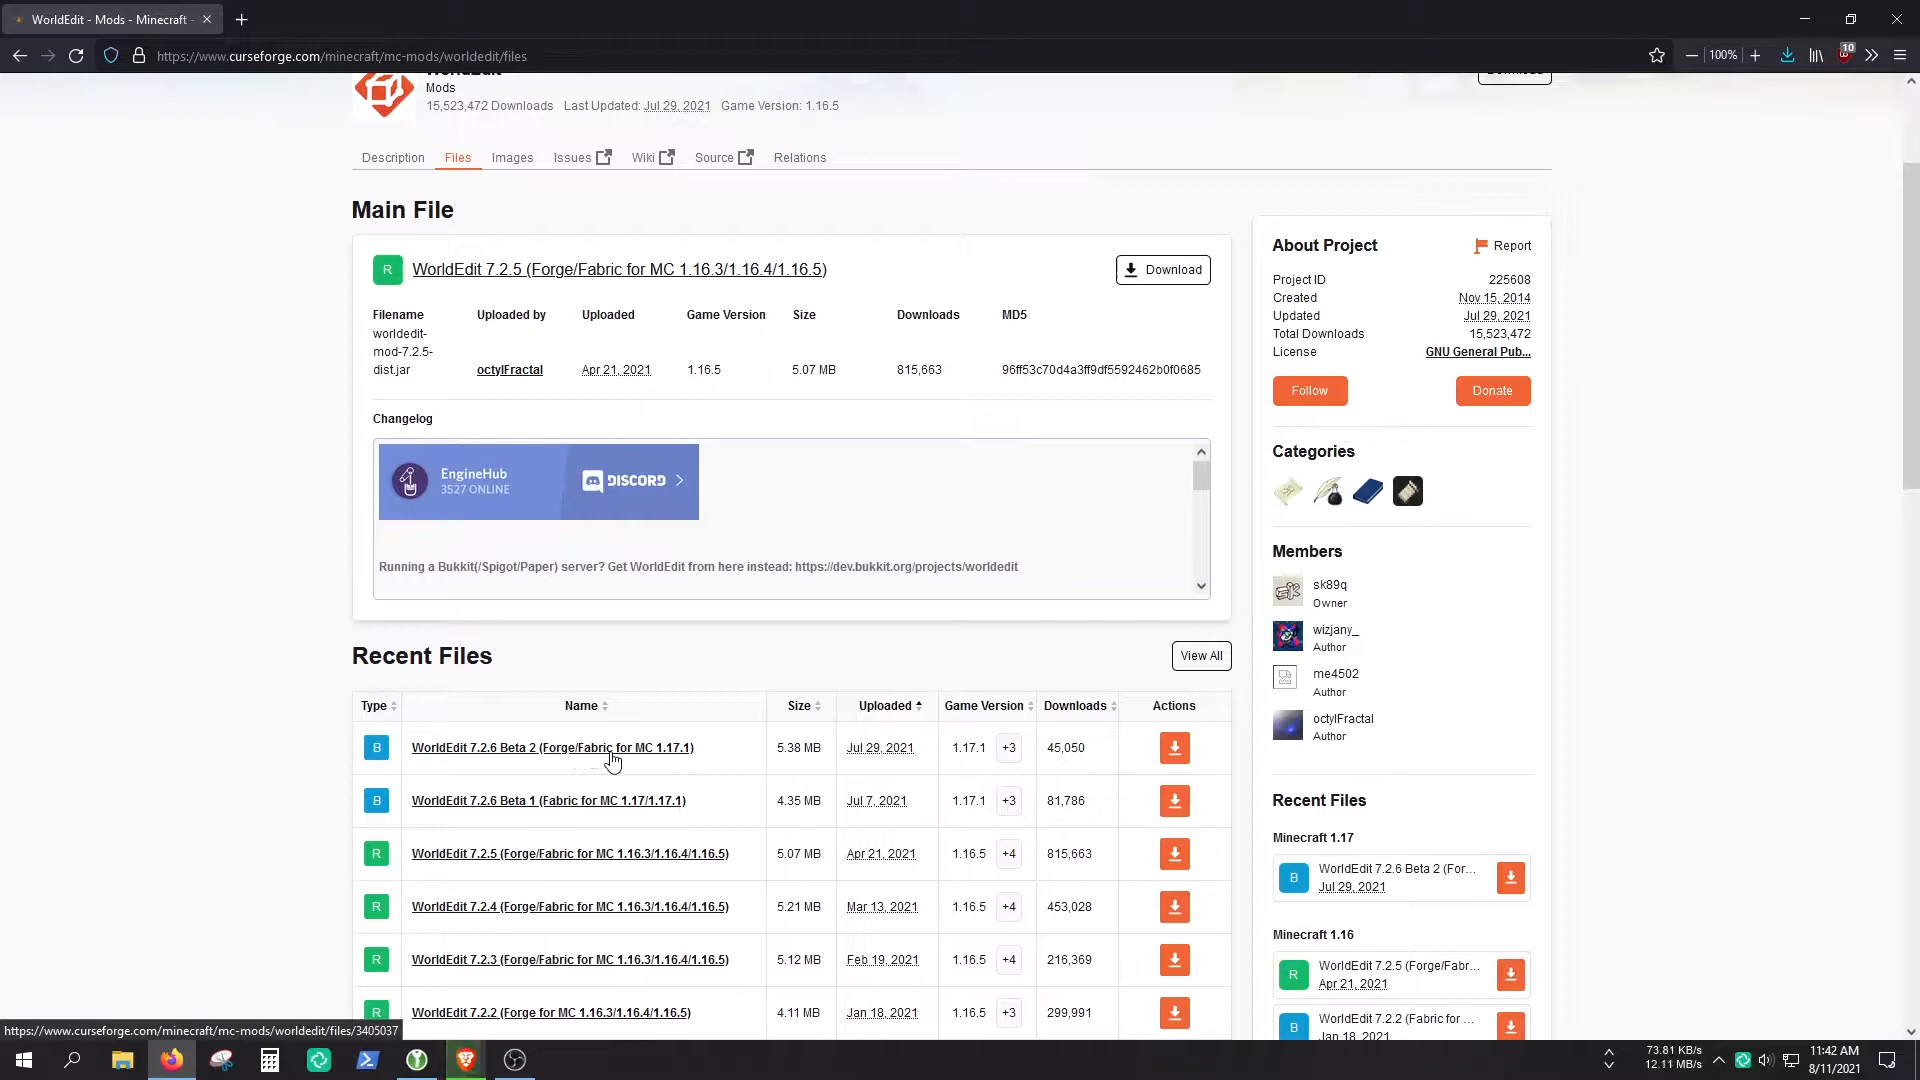 WorldEdit - Mods - Minecraft -
https://www.curseforge.com/minecraft/mc-mods/worldedit/files
100%
10
WorldEdit
Download
Mods
15,523,472 Downloads Last Updated: Jul 29, 2021 Game Version: 1.16.5
Description Files Images Issues Wiki Source Relations
Main File
R WorldEdit 7.2.5 (Forge/Fabric for MC 1.16.3/1.16.4/1.16.5)
Download
Filename Uploaded by Uploaded Game Version Size Downloads MD5
worldedit-
mod-7.2.5-
dist.jar octylFractal Apr 21, 2021 1.16.5 5.07 MB 815,663 96ff53c70d4a3ff9df5592462b0f0685
Changelog
EngineHub
3527 ONLINE
DISCORD
Running a Bukkit(/Spigot/Paper) server? Get WorldEdit from here instead: https://dev.bukkit.org/projects/worldedit
Recent Files
View All
Type Name Size Uploaded Game Version Downloads Actions
B WorldEdit 7.2.6 Beta 2 (Forge/Fabric for MC 1.17.1) 5.38 MB Jul 29, 2021 1.17.1 +3 45,050
B WorldEdit 7.2.6 Beta 1 (Fabric for MC 1.17/1.17.1) 4.35 MB Jul 7, 2021 1.17.1 +3 81,786
R WorldEdit 7.2.5 (Forge/Fabric for MC 1.16.3/1.16.4/1.16.5) 5.07 MB Apr 21, 2021 1.16.5 +4 815,663
R WorldEdit 7.2.4 (Forge/Fabric for MC 1.16.3/1.16.4/1.16.5) 5.21 MB Mar 13, 2021 1.16.5 +4 453,028
R WorldEdit 7.2.3 (Forge/Fabric for MC 1.16.3/1.16.4/1.16.5) 5.12 MB Feb 19, 2021 1.16.5 +4 216,369
R WorldEdit 7.2.2 (Forge for MC 1.16.3/1.16.4/1.16.5) 4.11 MB Jan 18, 2021 1.16.5 +3 299,991
About Project
Report
Project ID 225608
Created Nov 15, 2014
Updated Jul 29, 2021
Total Downloads 15,523,472
License GNU General Pub...
Follow
Donate
Categories
Members
sk89q
Owner
wizjany_
Author
me4502
Author
octylFractal
Author
Recent Files
Minecraft 1.17
B WorldEdit 7.2.6 Beta 2 (For...
Jul 29, 2021
Minecraft 1.16
R WorldEdit 7.2.5 (Forge/Fabr...
Apr 21, 2021
B WorldEdit 7.2.2 (Fabric for ...
Jan 18, 2021
https://www.curseforge.com/minecraft/mc-mods/worldedit/files/3405037
73.81 KB/s
12.11 MB/s
11:42 AM
8/11/2021